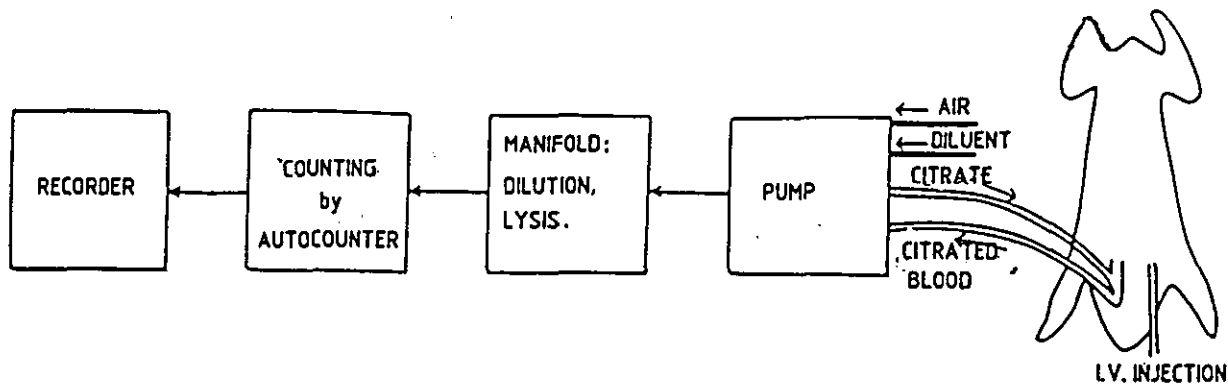 RECORDER
COUNTING
by
AUTOCOUNTER
MANIFOLD:
DILUTION,
LYSIS.
PUMP
AIR
DILUENT
CITRATE
CITRATED
BLOOD
I.V. INJECTION